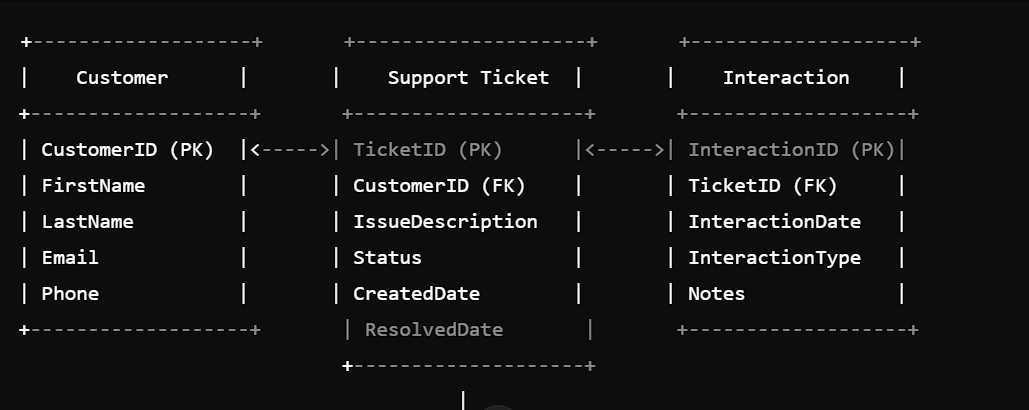 +-------------------+       +--------------------+       +-------------------+
|    Customer       |       |    Support Ticket  |       |    Interaction    |
+-------------------+       +--------------------+       +-------------------+
| CustomerID (PK)   |<----->| TicketID (PK)      |<----->| InteractionID (PK)|
| FirstName         |       | CustomerID (FK)    |       | TicketID (FK)     |
| LastName          |       | IssueDescription   |       | InteractionDate   |
| Email             |       | Status             |       | InteractionType   |
| Phone             |       | CreatedDate        |       | Notes             |
+-------------------+       | ResolvedDate       |       +-------------------+
                            +--------------------+
                                      |